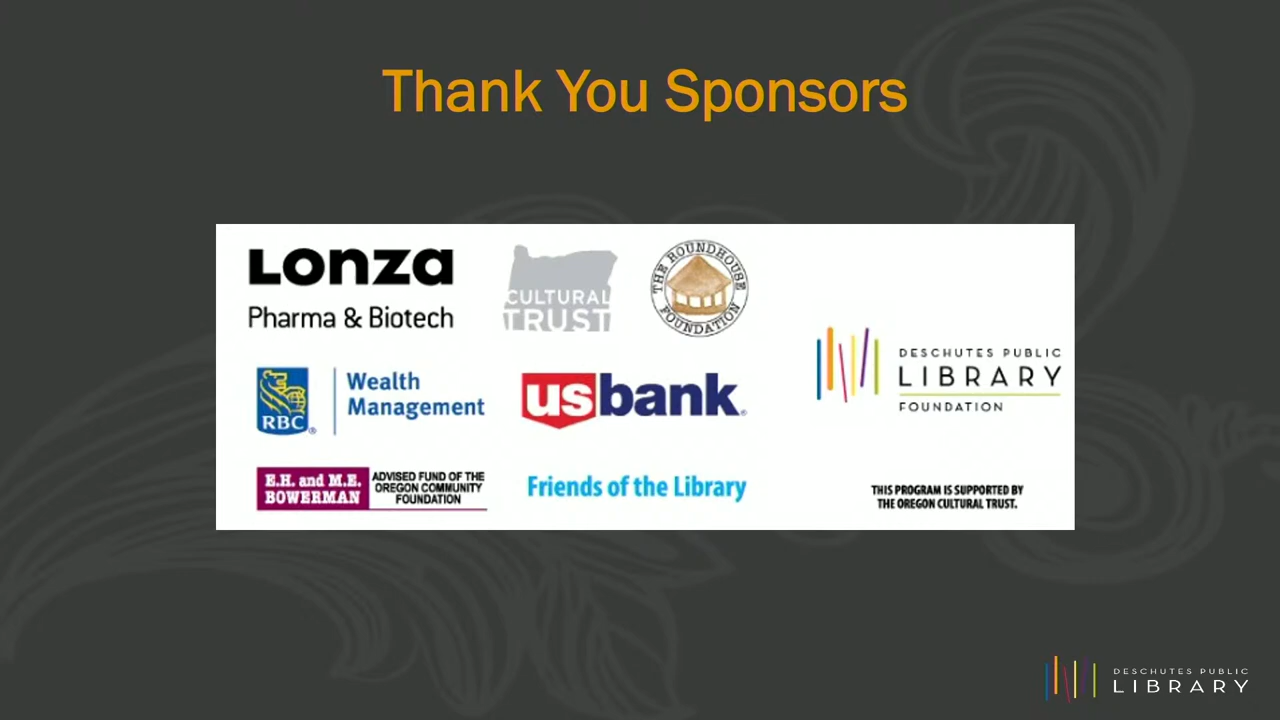 Thank You Sponsors
Lonza
Pharma & Biotech
CULTURAL
TRUST
THE ROUNDHOUSE
FOUNDATION
RBC
Wealth
Management
usbank
DESCHUTES PUBLIC
LIBRARY
FOUNDATION
E.H. and M.E.
BOWERMAN
ADVISED FUND OF THE
OREGON COMMUNITY
FOUNDATION
Friends of the Library
THIS PROGRAM IS SUPPORTED BY
THE OREGON CULTURAL TRUST.
DESCHUTES PUBLIC
LIBRARY